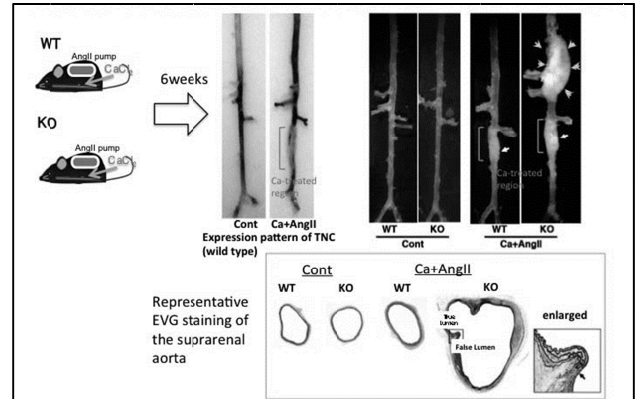 WT
AngII pump
CaCl2
KO
AngII pump
CaCl2
6weeks
Ca-treated
region
Cont Ca+AngII
Expression pattern of TNC
(wild type)
Ca-treated
region
WT KO WT KO
Cont Ca+AngII
Representative
EVG staining of
the suprarenal
aorta
Cont Ca+AngII
WT KO WT KO
True
lumen
False Lumen
enlarged